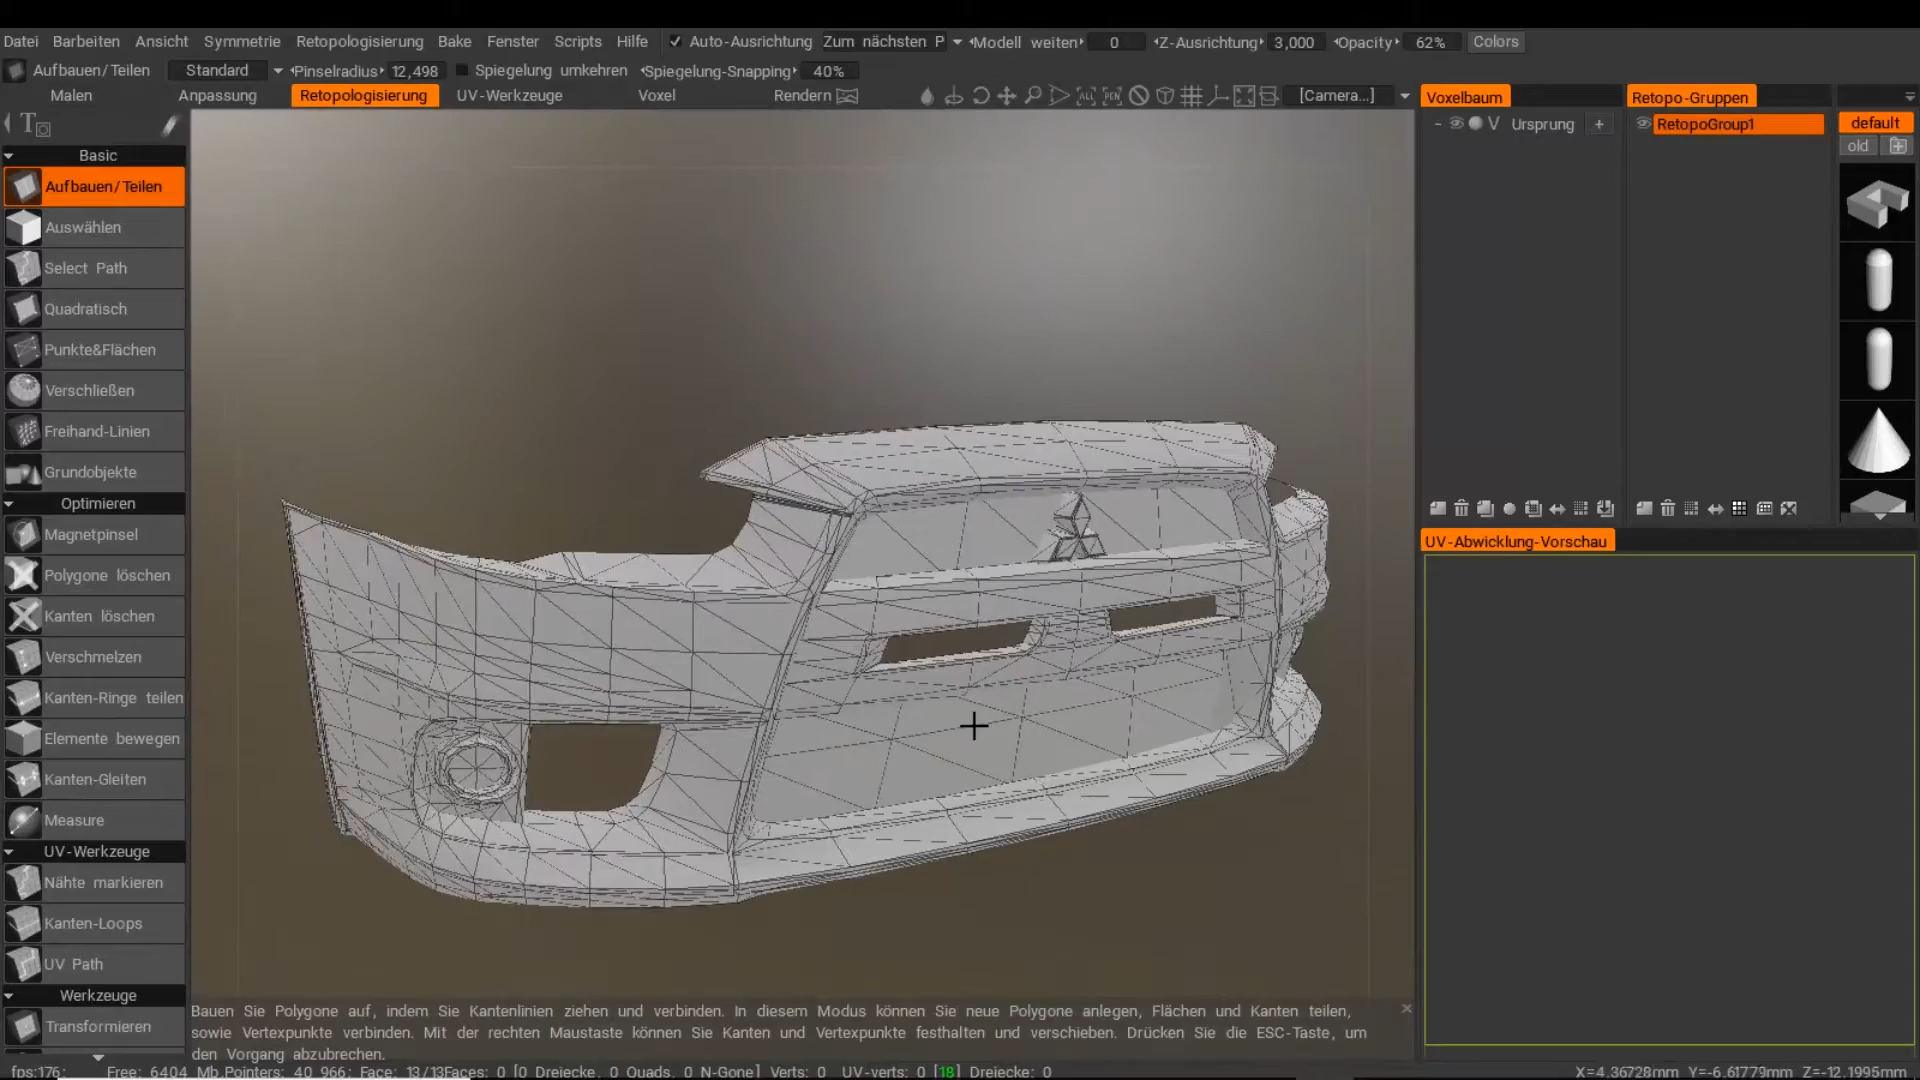 Datei Bearbeiten Ansicht Symmetrie Retopologisierung Bake Fenster Scripts Hilfe Auto-Ausrichtung Zum nächsten P Modell weiten 0 Z-Ausrichtung 3,000 Opacity 62% Colors
Aufbauen/Teilen Standard Pinselradius 12,498 Spiegelung umkehren Spiegelung-Snapping 40%
Malen Anpassung Retopologisierung UV-Werkzeuge Voxel Rendern ALL PEN [Camera...] Voxelbaum Retopo-Gruppen
V Ursprung + RetopoGroup1 default
old
Basic
Aufbauen/Teilen
Auswählen
Select Path
Quadratisch
Punkte&Flächen
Verschließen
Freihand-Linien
Grundobjekte
Optimieren
Magnetpinsel
Polygone löschen
Kanten löschen
Verschmelzen
Kanten-Ringe teilen
Elemente bewegen
Kanten-Gleiten
Measure
UV-Werkzeuge
Nähte markieren
Kanten-Loops
UV Path
Werkzeuge
Transformieren
UV-Abwicklung-Vorschau
Bauen Sie Polygone auf, indem Sie Kantenlinien ziehen und verbinden. In diesem Modus können Sie neue Polygone anlegen, Flächen und Kanten teilen,
sowie Vertexpunkte verbinden. Mit der rechten Maustaste können Sie Kanten und Vertexpunkte festhalten und verschieben. Drücken Sie die ESC-Taste, um
den Vorgang abzubrechen.
fps:176; Free: 6404 Mb,Pointers: 40 966; Face: 13/13Faces: 0 [0 Dreiecke, 0 Quads, 0 N-Gone] Verts: 0 UV-verts: 0 [18] Dreiecke: 0 X=4.36728mm Y=-6.61779mm Z=-12.1995mm